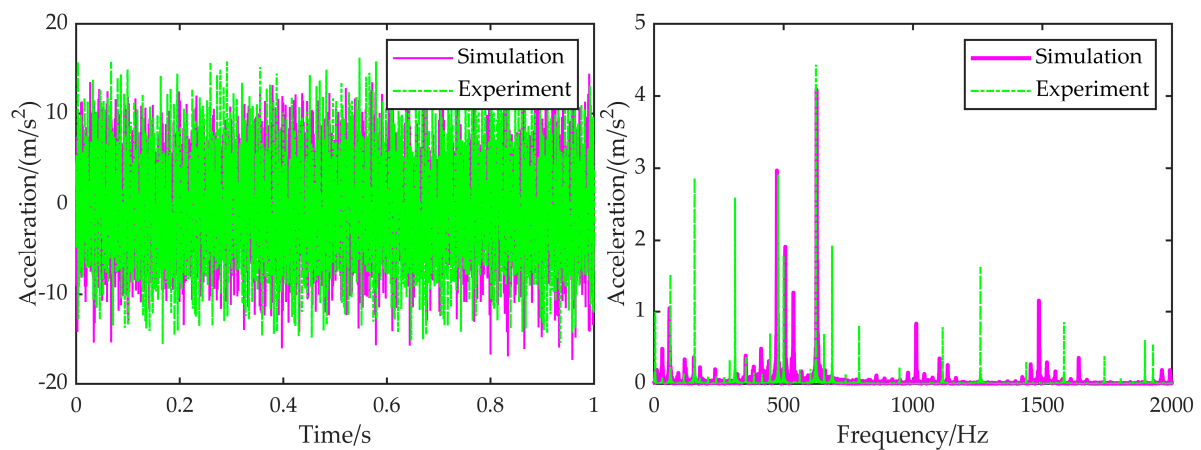 20
10
0
-10
-20
0
0.2
0.4
0.6
0.8
1
Acceleration/(m/s²)
Time/s
Simulation
Experiment
5
4
3
2
1
0
0
500
1000
1500
2000
Acceleration/(m/s²)
Frequency/Hz
Simulation
Experiment